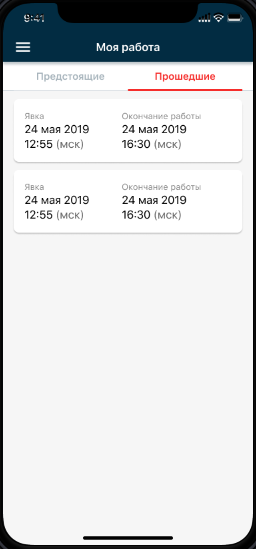 9:41
Моя работа
Предстоящие Прошедшие
Явка Окончание работы
24 мая 2019 24 мая 2019
12:55 (мск) 16:30 (мск)
Явка Окончание работы
24 мая 2019 24 мая 2019
12:55 (мск) 16:30 (мск)